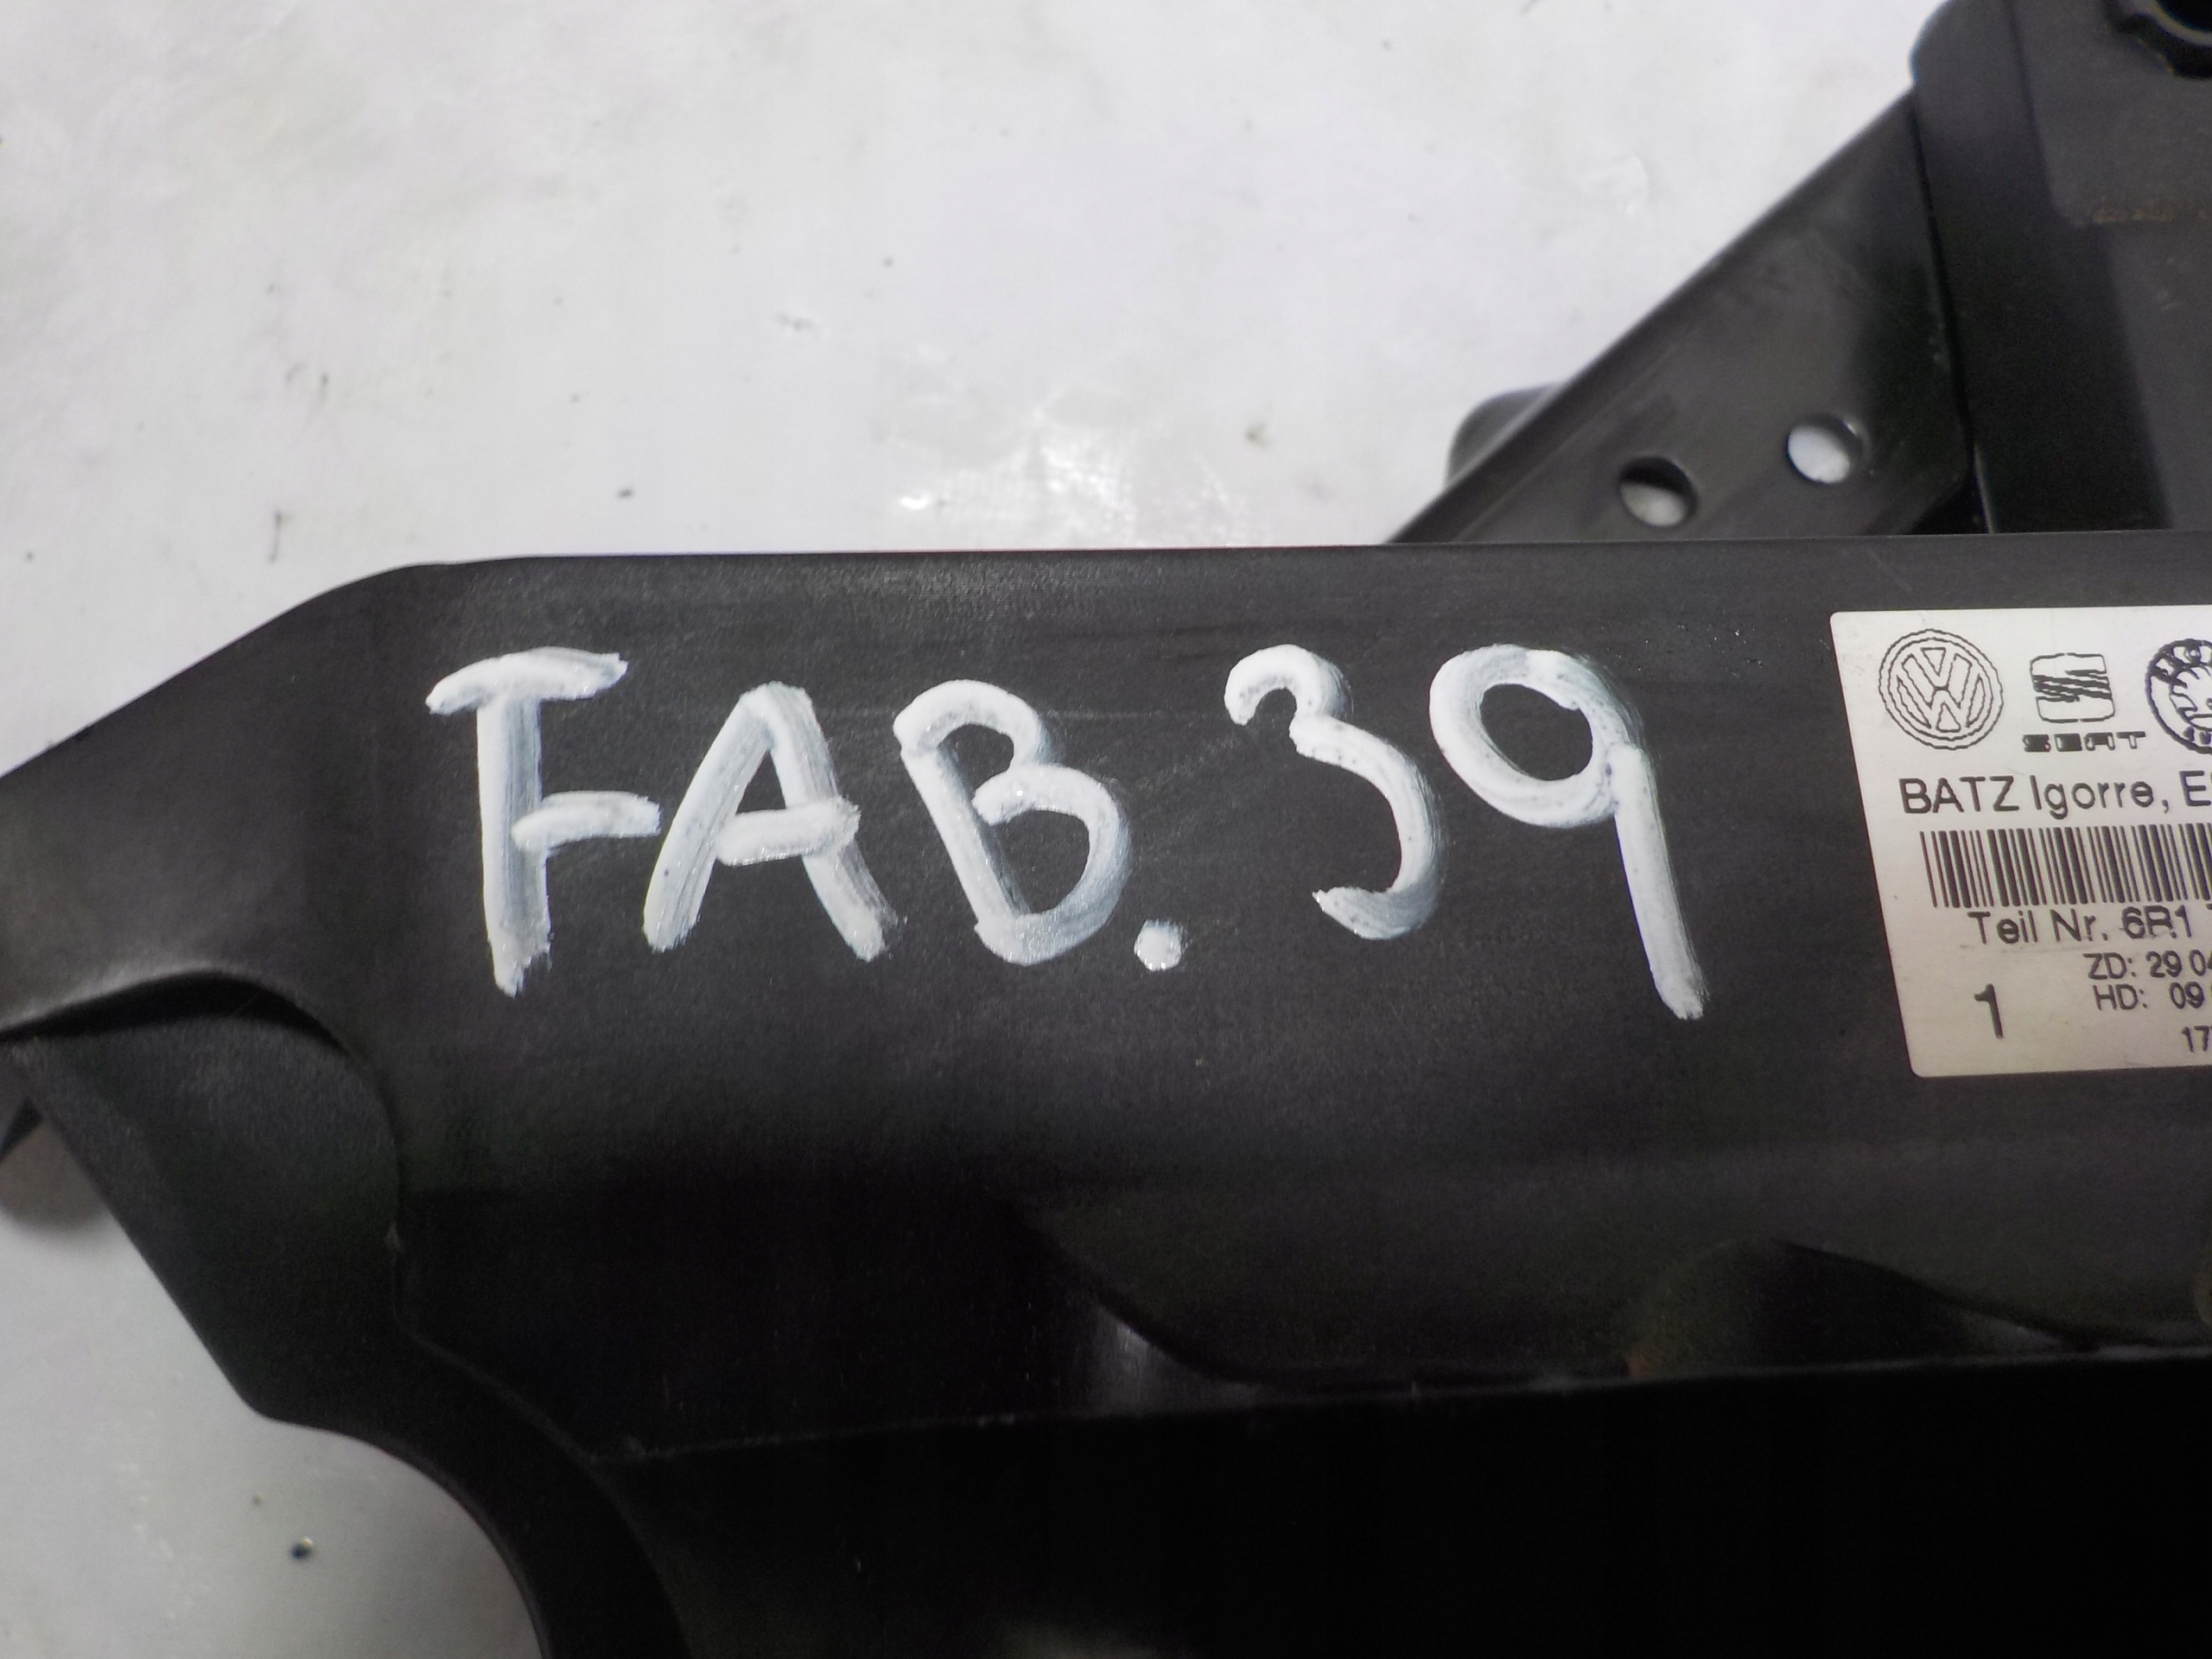 FAB. 39
SEAT
BATZ Igorre,
Teil Nr. 6R1
ZD: 29 04
HD: 09
1
17